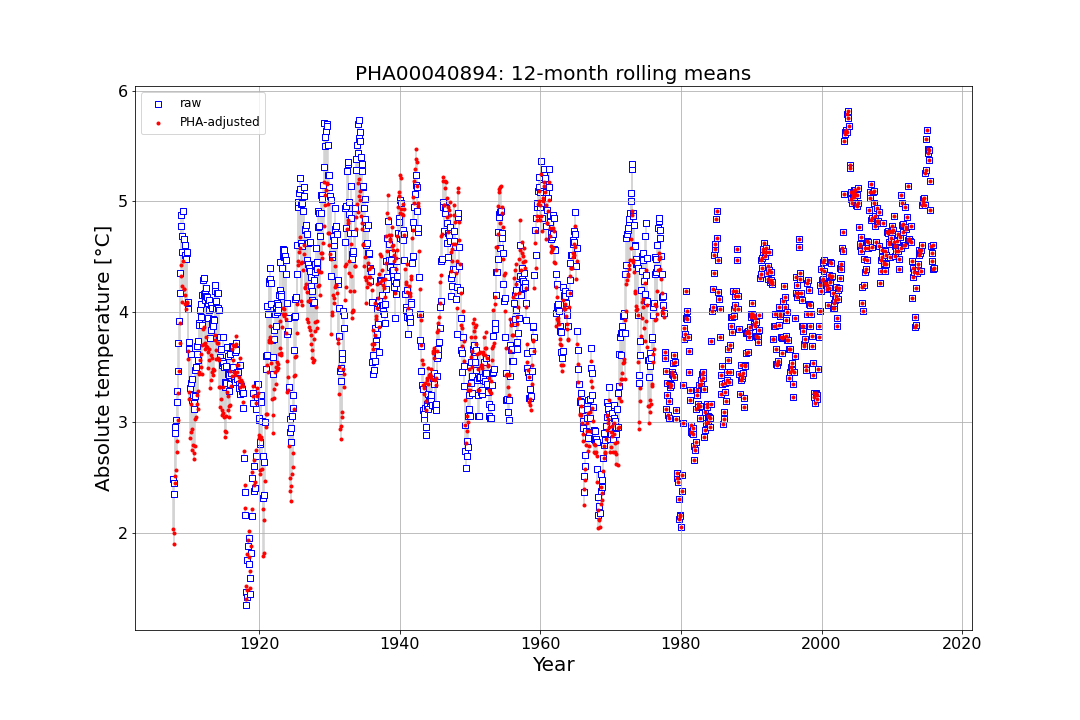 PHA00040894: 12-month rolling means
raw
PHA-adjusted
6
5
4
3
2
Absolute temperature [°C]
1920
1940
1960
1980
2000
2020
Year